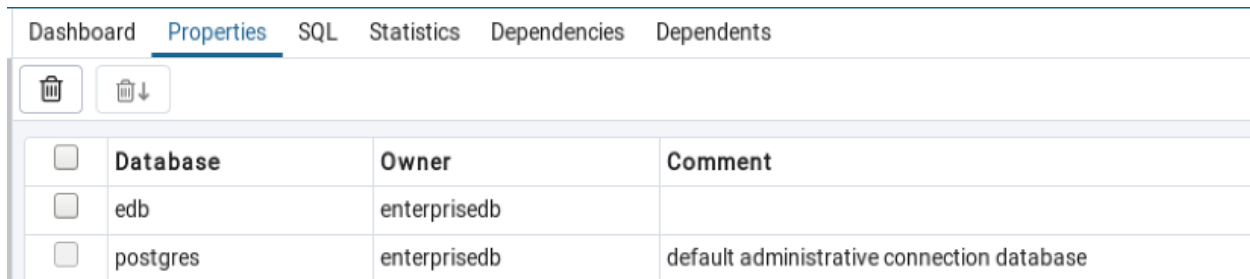 Dashboard Properties SQL Statistics Dependencies Dependents
Database Owner Comment
edb enterprisedb
postgres enterprisedb default administrative connection database